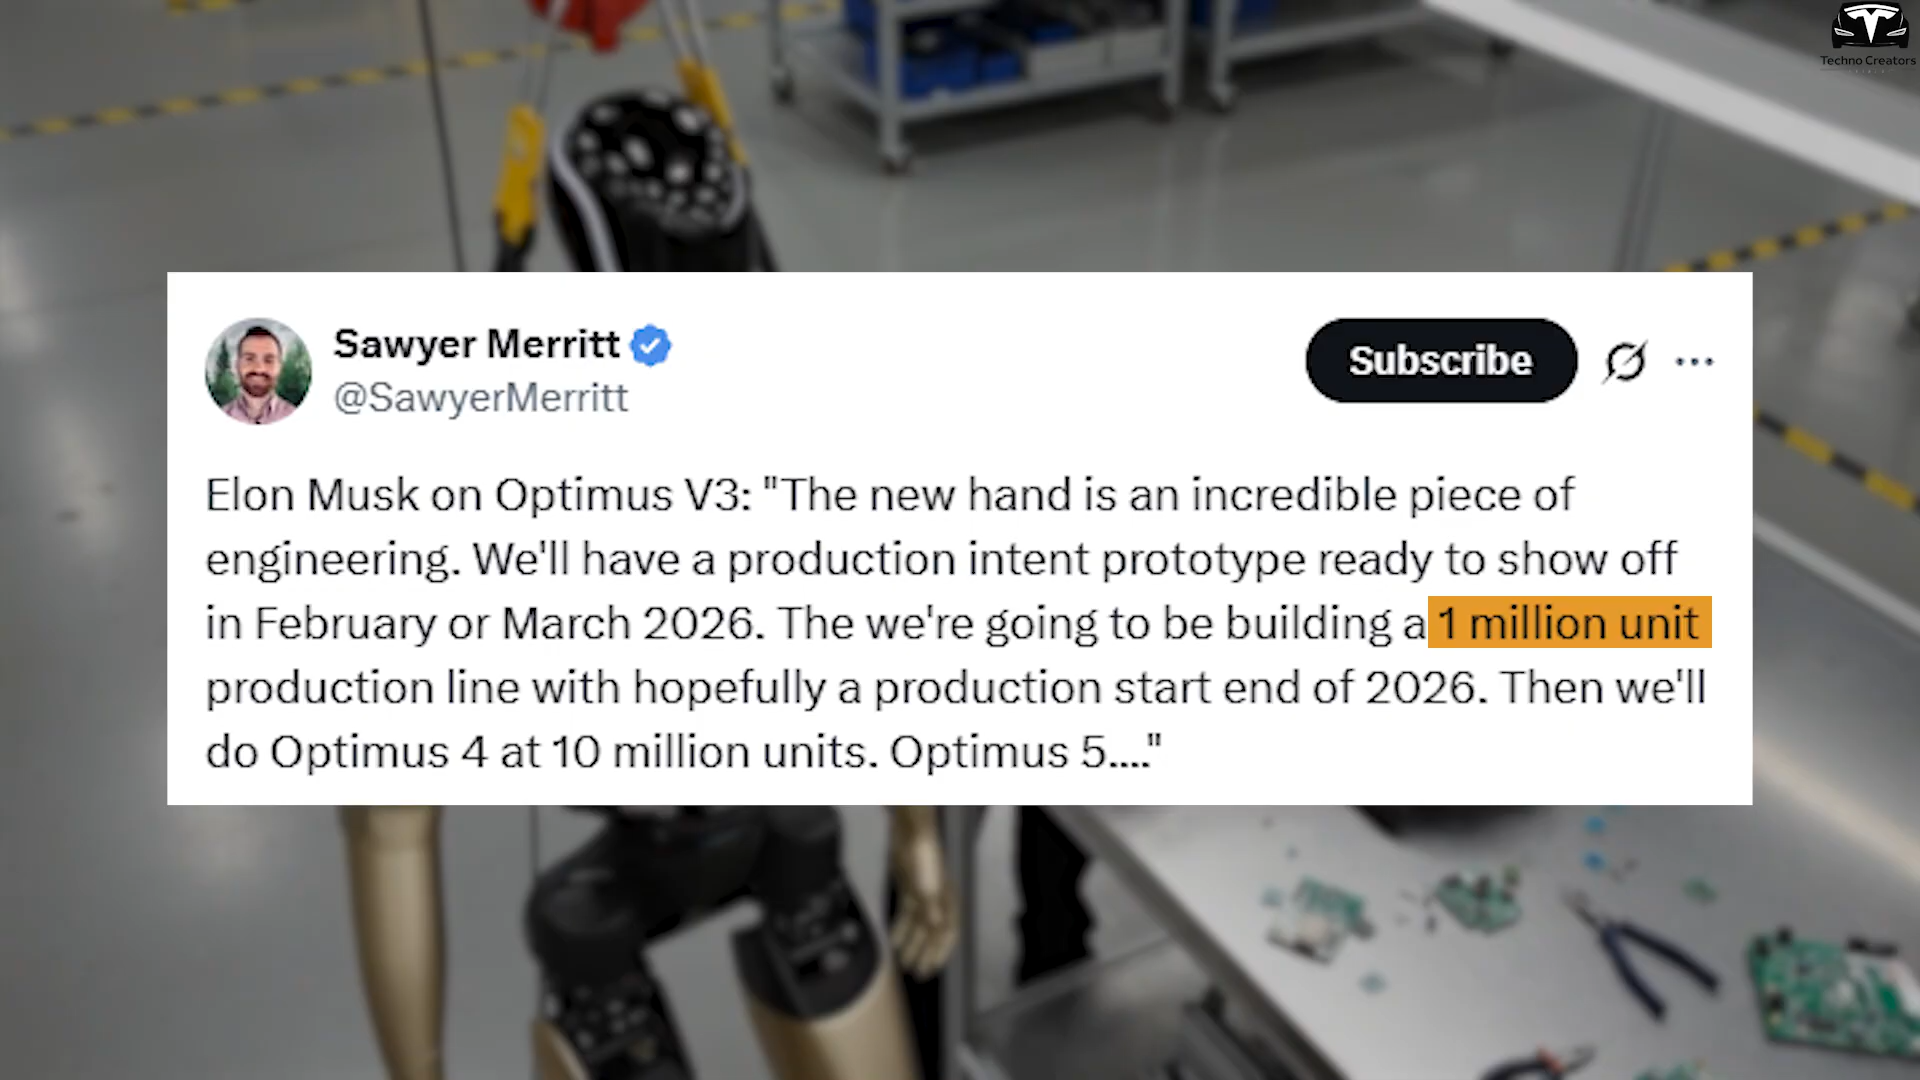 Techno Creators
Sawyer Merritt
@SawyerMerritt
Subscribe
Elon Musk on Optimus V3: "The new hand is an incredible piece of
engineering. We'll have a production intent prototype ready to show off
in February or March 2026. The we're going to be building a 1 million unit
production line with hopefully a production start end of 2026. Then we'll
do Optimus 4 at 10 million units. Optimus 5...."